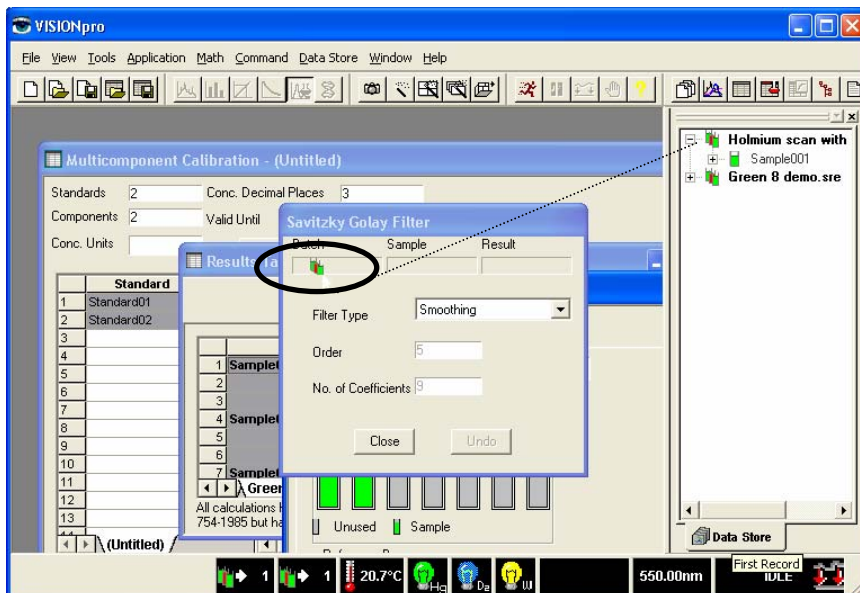 VISIONpro
File View Tools Application Math Command Data Store Window Help
Multicomponent Calibration - (Untitled)
Standards 2 Conc. Decimal Places 3
Components 2 Valid Until
Conc. Units
Standard
1 Standard01
2 Standard02
3
4
5
6
7
8
9
10
11
12
13
(Untitled)
Results Ta
1 Sample
2
3
4 Sample
5
6
7 Sample
Green
All calculations
754-1985 but ha
Savitzky Golay Filter
Batch Sample Result
Filter Type Smoothing
Order 5
No. of Coefficients 9
Close Undo
Unused Sample
Holmium scan with
Sample001
Green 8 demo.sre
Data Store
First Record
1 1 20.7°C Hg D2 W 550.00nm IDLE